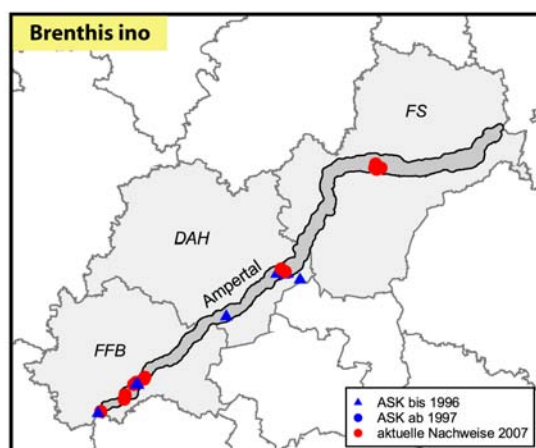 Brenthis ino
FS
DAH
Ampertal
FFB
ASK bis 1996
ASK ab 1997
aktuelle Nachweise 2007